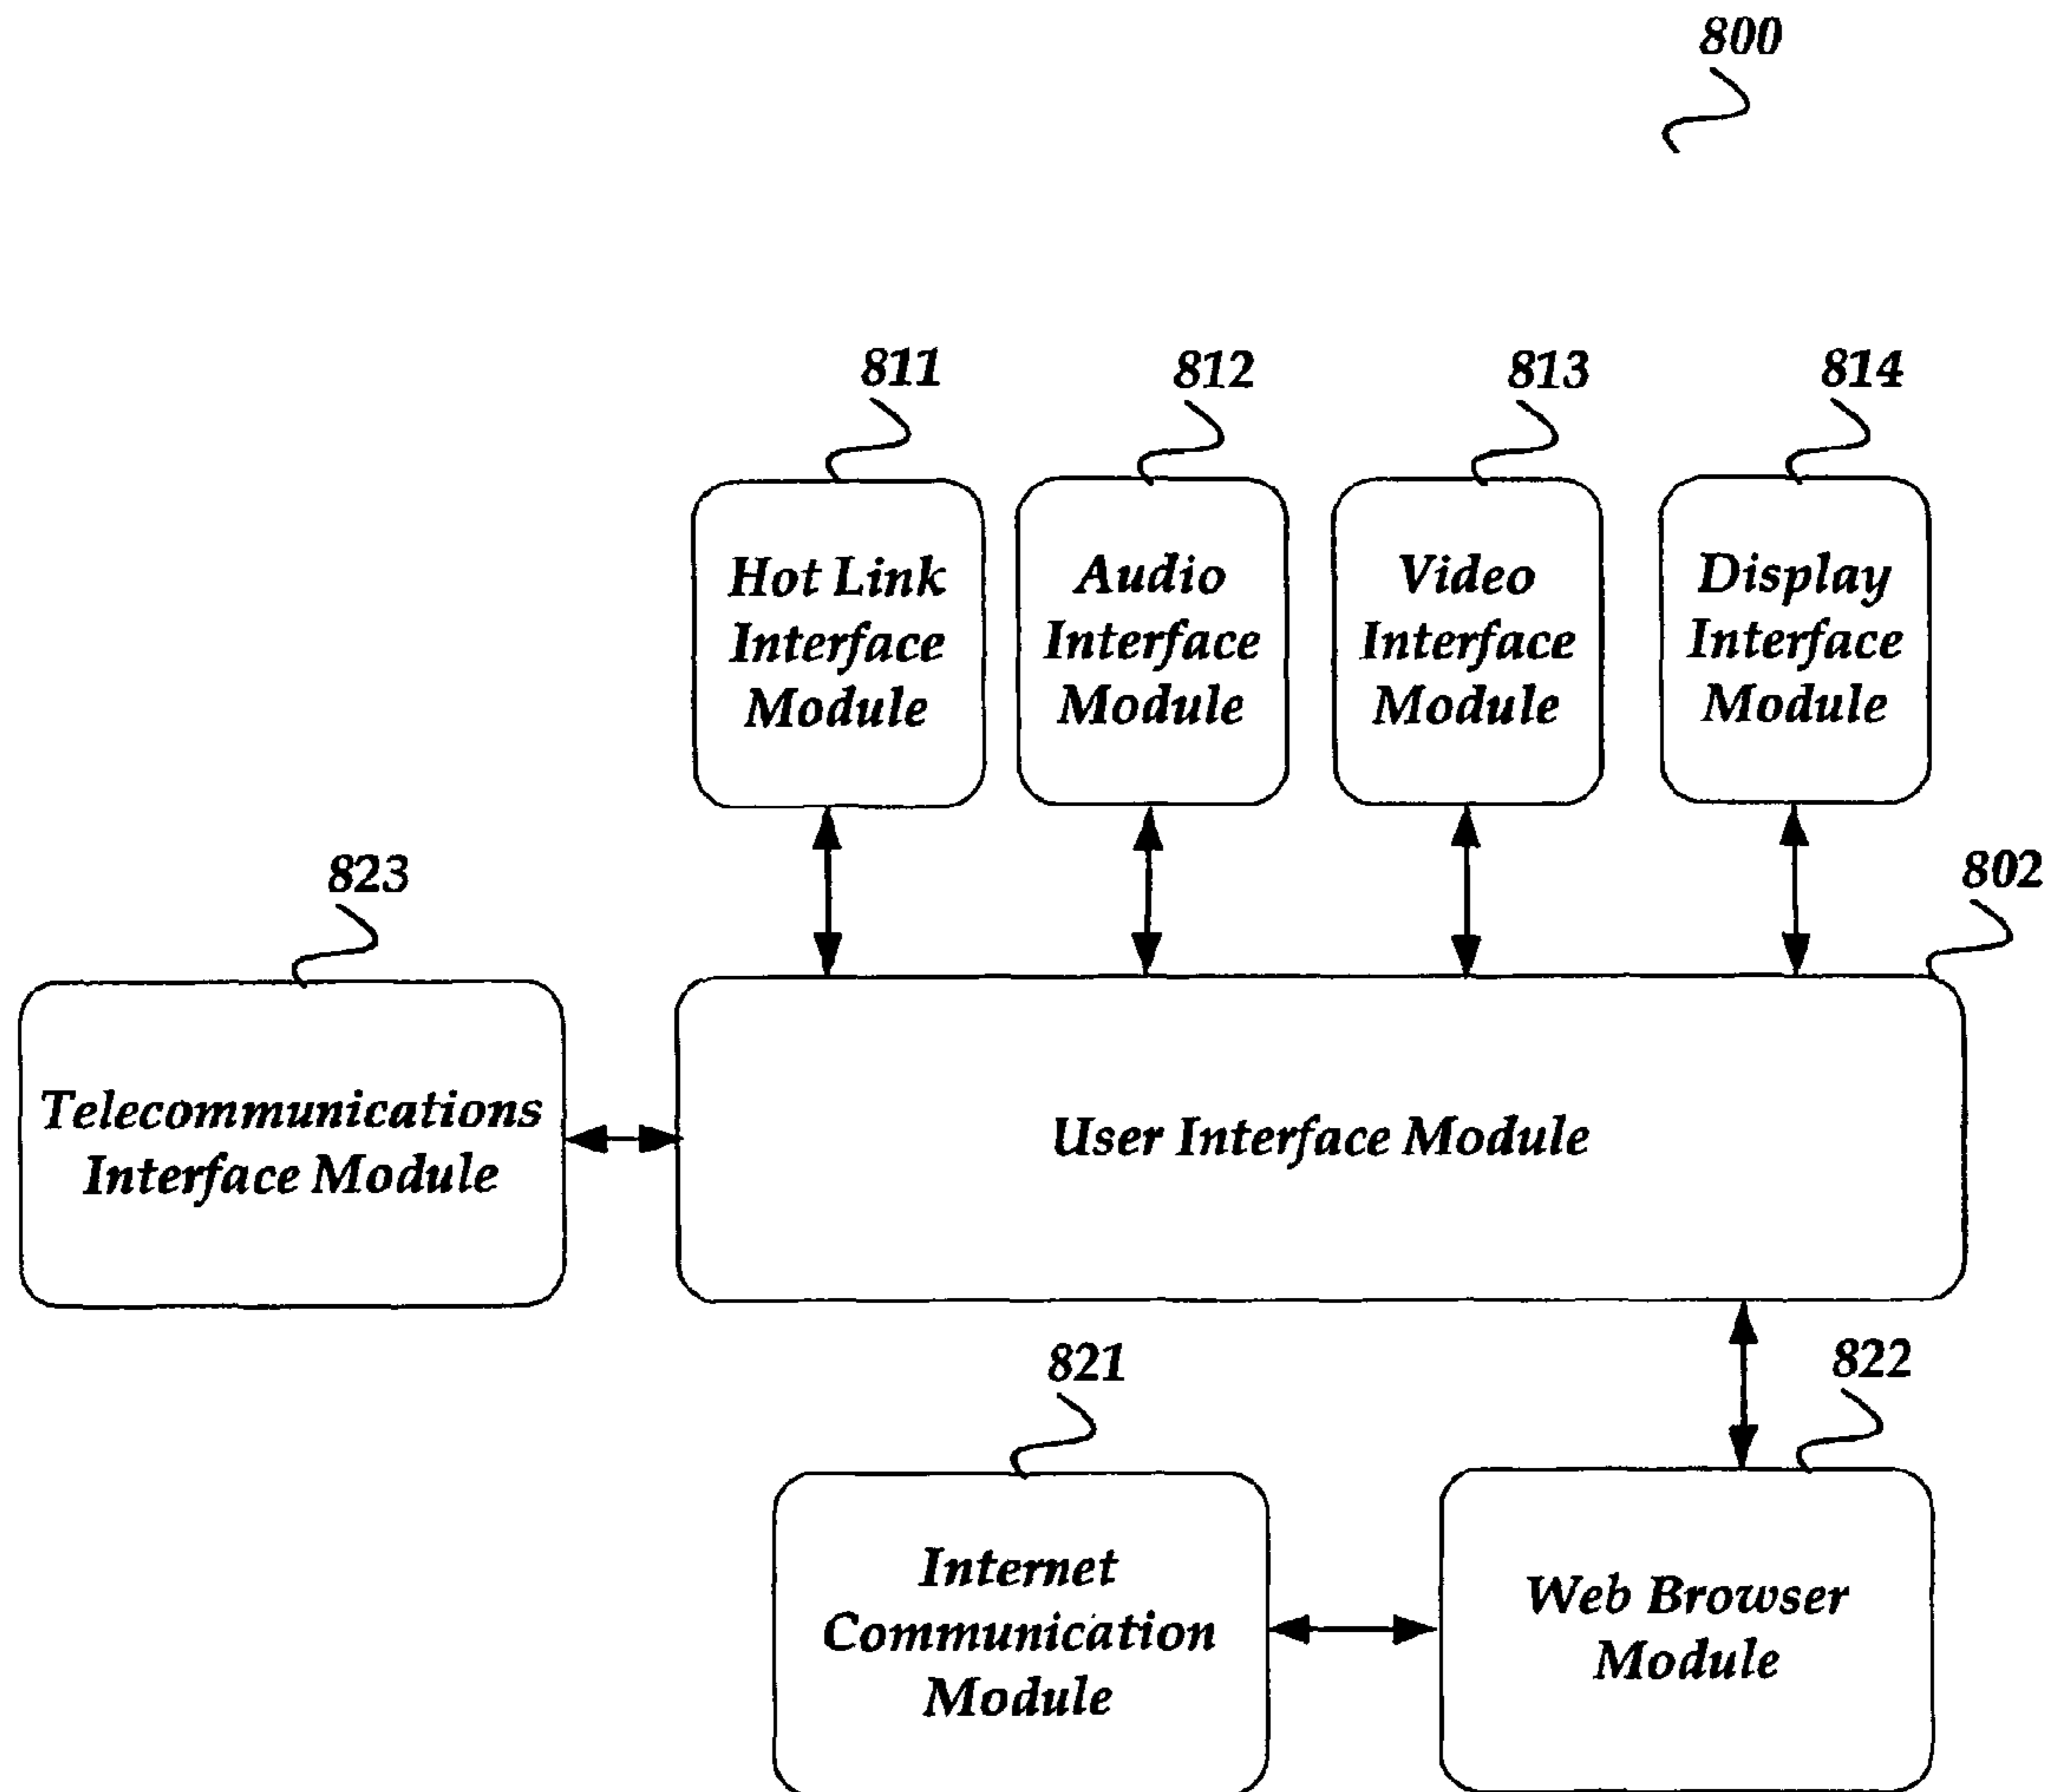 800
811
812
813
814
Hot Link
Interface
Module
Audio
Interface
Module
Video
Interface
Module
Display
Interface
Module
823
802
Telecommunications
Interface Module
User Interface Module
821
822
Internet
Communication
Module
Web Browser
Module